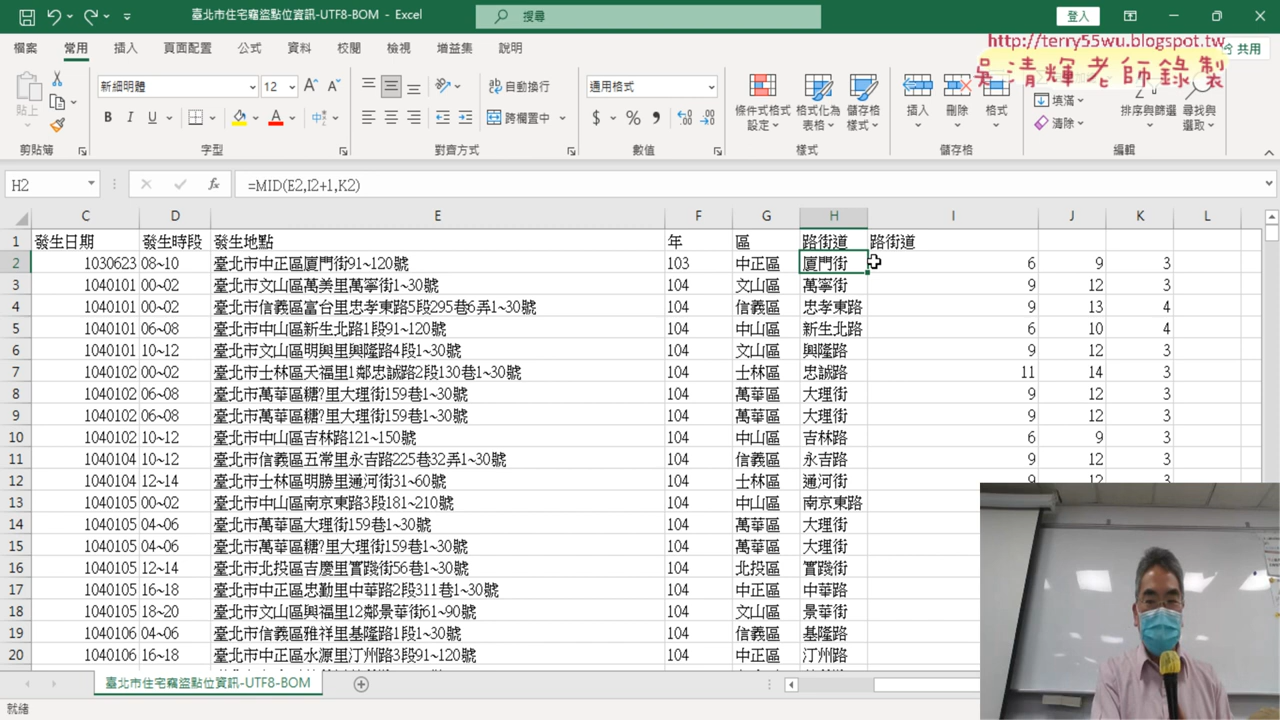 臺北市住宅竊盜點位資訊-UTF8-BOM - Excel
搜尋
登入
檔案 常用 插入 頁面配置 公式 資料 校閱 檢視 增益集 說明
共用
http://terry55wu.blogspot.tw
吳清輝老師錄製
貼上
新細明體 12
自動換行
通用格式
跨欄置中
條件式格式設定
格式化為表格
儲存格樣式
插入 刪除 格式
填滿
清除
排序與篩選
尋找與選取
剪貼簿 字型 對齊方式 數值 樣式 儲存格 編輯
H2 =MID(E2,I2+1,K2)
C D E F G H I J K L
1 發生日期 發生時段 發生地點 年 區 路街道 路街道
2 1030623 08~10 臺北市中正區廈門街91~120號 103 中正區 廈門街 6 9 3
3 1040101 00~02 臺北市文山區萬美里萬寧街1~30號 104 文山區 萬寧街 9 12 3
4 1040101 00~02 臺北市信義區富台里忠孝東路5段295巷6弄1~30號 104 信義區 忠孝東路 9 13 4
5 1040101 06~08 臺北市中山區新生北路1段91~120號 104 中山區 新生北路 6 10 4
6 1040101 10~12 臺北市文山區明興里興隆路4段1~30號 104 文山區 興隆路 9 12 3
7 1040102 00~02 臺北市士林區天福里1鄰忠誠路2段130巷1~30號 104 士林區 忠誠路 11 14 3
8 1040102 06~08 臺北市萬華區糖?里大理街159巷1~30號 104 萬華區 大理街 9 12 3
9 1040102 06~08 臺北市萬華區糖?里大理街159巷1~30號 104 萬華區 大理街 9 12 3
10 1040102 10~12 臺北市中山區吉林路121~150號 104 中山區 吉林路 6 9 3
11 1040104 10~12 臺北市信義區五常里永吉路225巷32弄1~30號 104 信義區 永吉路 9 12 3
12 1040104 12~14 臺北市士林區明勝里通河街31~60號 104 士林區 通河街 9 12 3
13 1040105 00~02 臺北市中山區南京東路3段181~210號 104 中山區 南京東路
14 1040105 04~06 臺北市萬華區大理街159巷1~30號 104 萬華區 大理街
15 1040105 04~06 臺北市萬華區糖?里大理街159巷1~30號 104 萬華區 大理街
16 1040105 12~14 臺北市北投區吉慶里實踐街56巷1~30號 104 北投區 實踐街
17 1040105 16~18 臺北市中正區忠勤里中華路2段311巷1~30號 104 中正區 中華路
18 1040105 18~20 臺北市文山區興福里12鄰景華街61~90號 104 文山區 景華街
19 1040106 04~06 臺北市信義區雅祥里基隆路1段1~30號 104 信義區 基隆路
20 1040106 16~18 臺北市中正區水源里汀州路3段91~120號 104 中正區 汀州路
臺北市住宅竊盜點位資訊-UTF8-BOM
就緒